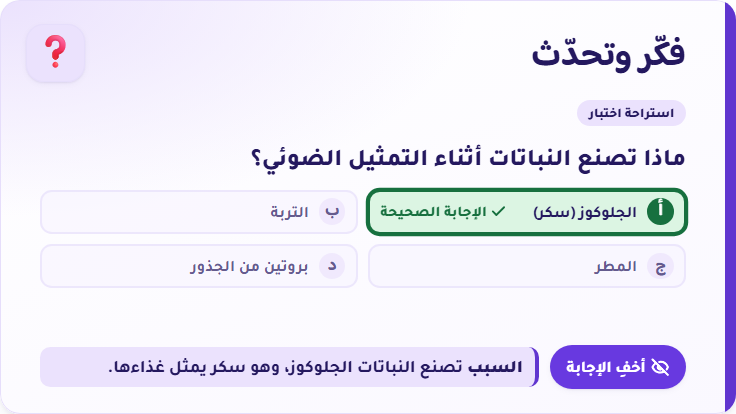 فكّر وتحدّث
❓
استراحة اختبار
ماذا تصنع النباتات أثناء التمثيل الضوئي؟
أ الجلوكوز (سكر) ✓ الإجابة الصحيحة
ب التربة
ج المطر
د بروتين من الجذور
أخفِ الإجابة
السبب تصنع النباتات الجلوكوز، وهو سكر يمثل غذاءها.